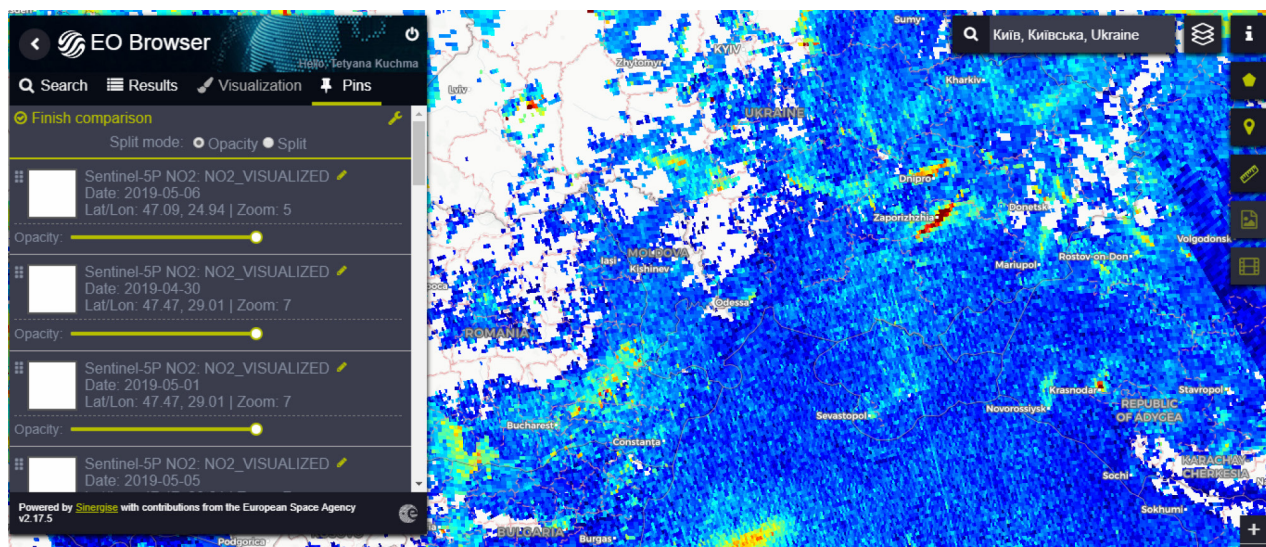 EO Browser
Hello, Tetyana Kuchma
Search Results Visualization Pins
Finish comparison
Split mode: Opacity Split
Sentinel-5P NO2: NO2_VISUALIZED
Date: 2019-05-06
Lat/Lon: 47.09, 24.94 | Zoom: 5
Opacity:
Sentinel-5P NO2: NO2_VISUALIZED
Date: 2019-04-30
Lat/Lon: 47.47, 29.01 | Zoom: 7
Opacity:
Sentinel-5P NO2: NO2_VISUALIZED
Date: 2019-05-01
Lat/Lon: 47.47, 29.01 | Zoom: 7
Opacity:
Sentinel-5P NO2: NO2_VISUALIZED
Date: 2019-05-05
Powered by Sinergise with contributions from the European Space Agency
v2.17.5
Київ, Київська, Ukraine
i
Sumy
KYIV
Zhytomyr
Lviv
Kharkiv
UKRAINE
Dnipro
Zaporizhzhia
Donetsk
Volgodonsk
MOLDOVA
Iași
Kishinev
Mariupol
Rostov-on-Don
Odessa
ROMANIA
Krasnodar
Stavropol
REPUBLIC
OF ADYGEA
Novorossiysk
Sevastopol
Bucharest
Constanța
KARACHAY
CHERKESIA
Sochi
Sokhumi
BULGARIA
Burgas
Podgorica
+